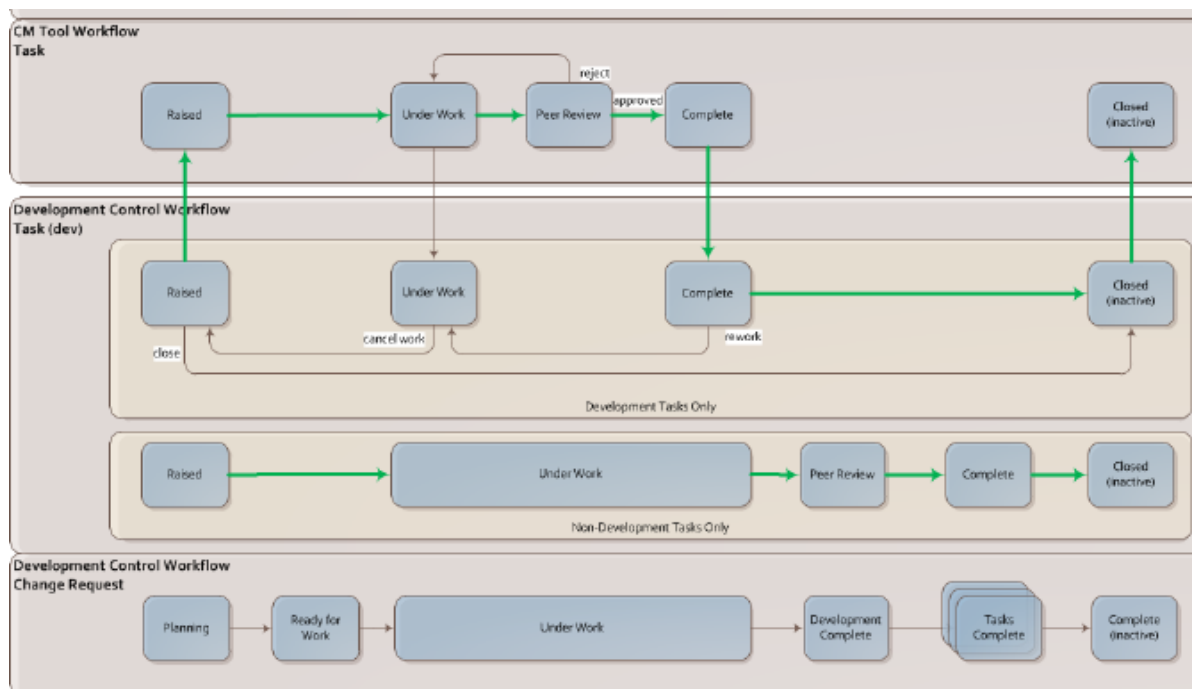 CM Tool Workflow
Task
reject
approved
Raised
Under Work
Peer Review
Complete
Closed
(inactive)
Development Control Workflow
Task (dev)
Raised
Under Work
Complete
Closed
(inactive)
close
cancel work
rework
Development Tasks Only
Raised
Under Work
Peer Review
Complete
Closed
(inactive)
Non-Development Tasks Only
Development Control Workflow
Change Request
Planning
Ready for
Work
Under Work
Development
Complete
Tasks
Complete
Complete
(inactive)